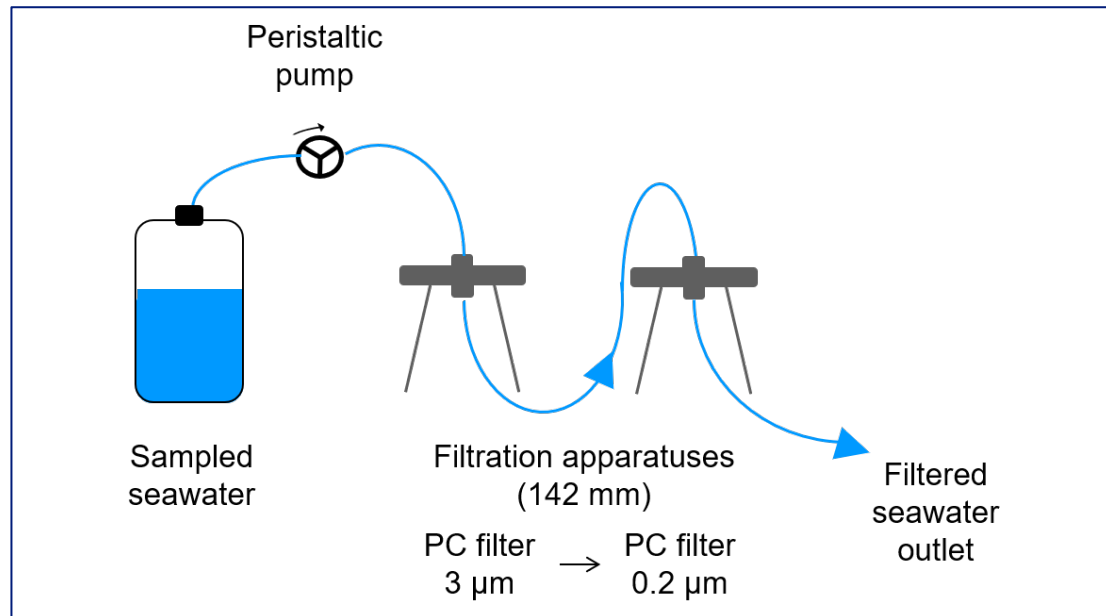 Peristaltic
pump
Sampled
seawater
Filtration apparatuses
(142 mm)
PC filter
3 µm
PC filter
0.2 µm
Filtered
seawater
outlet